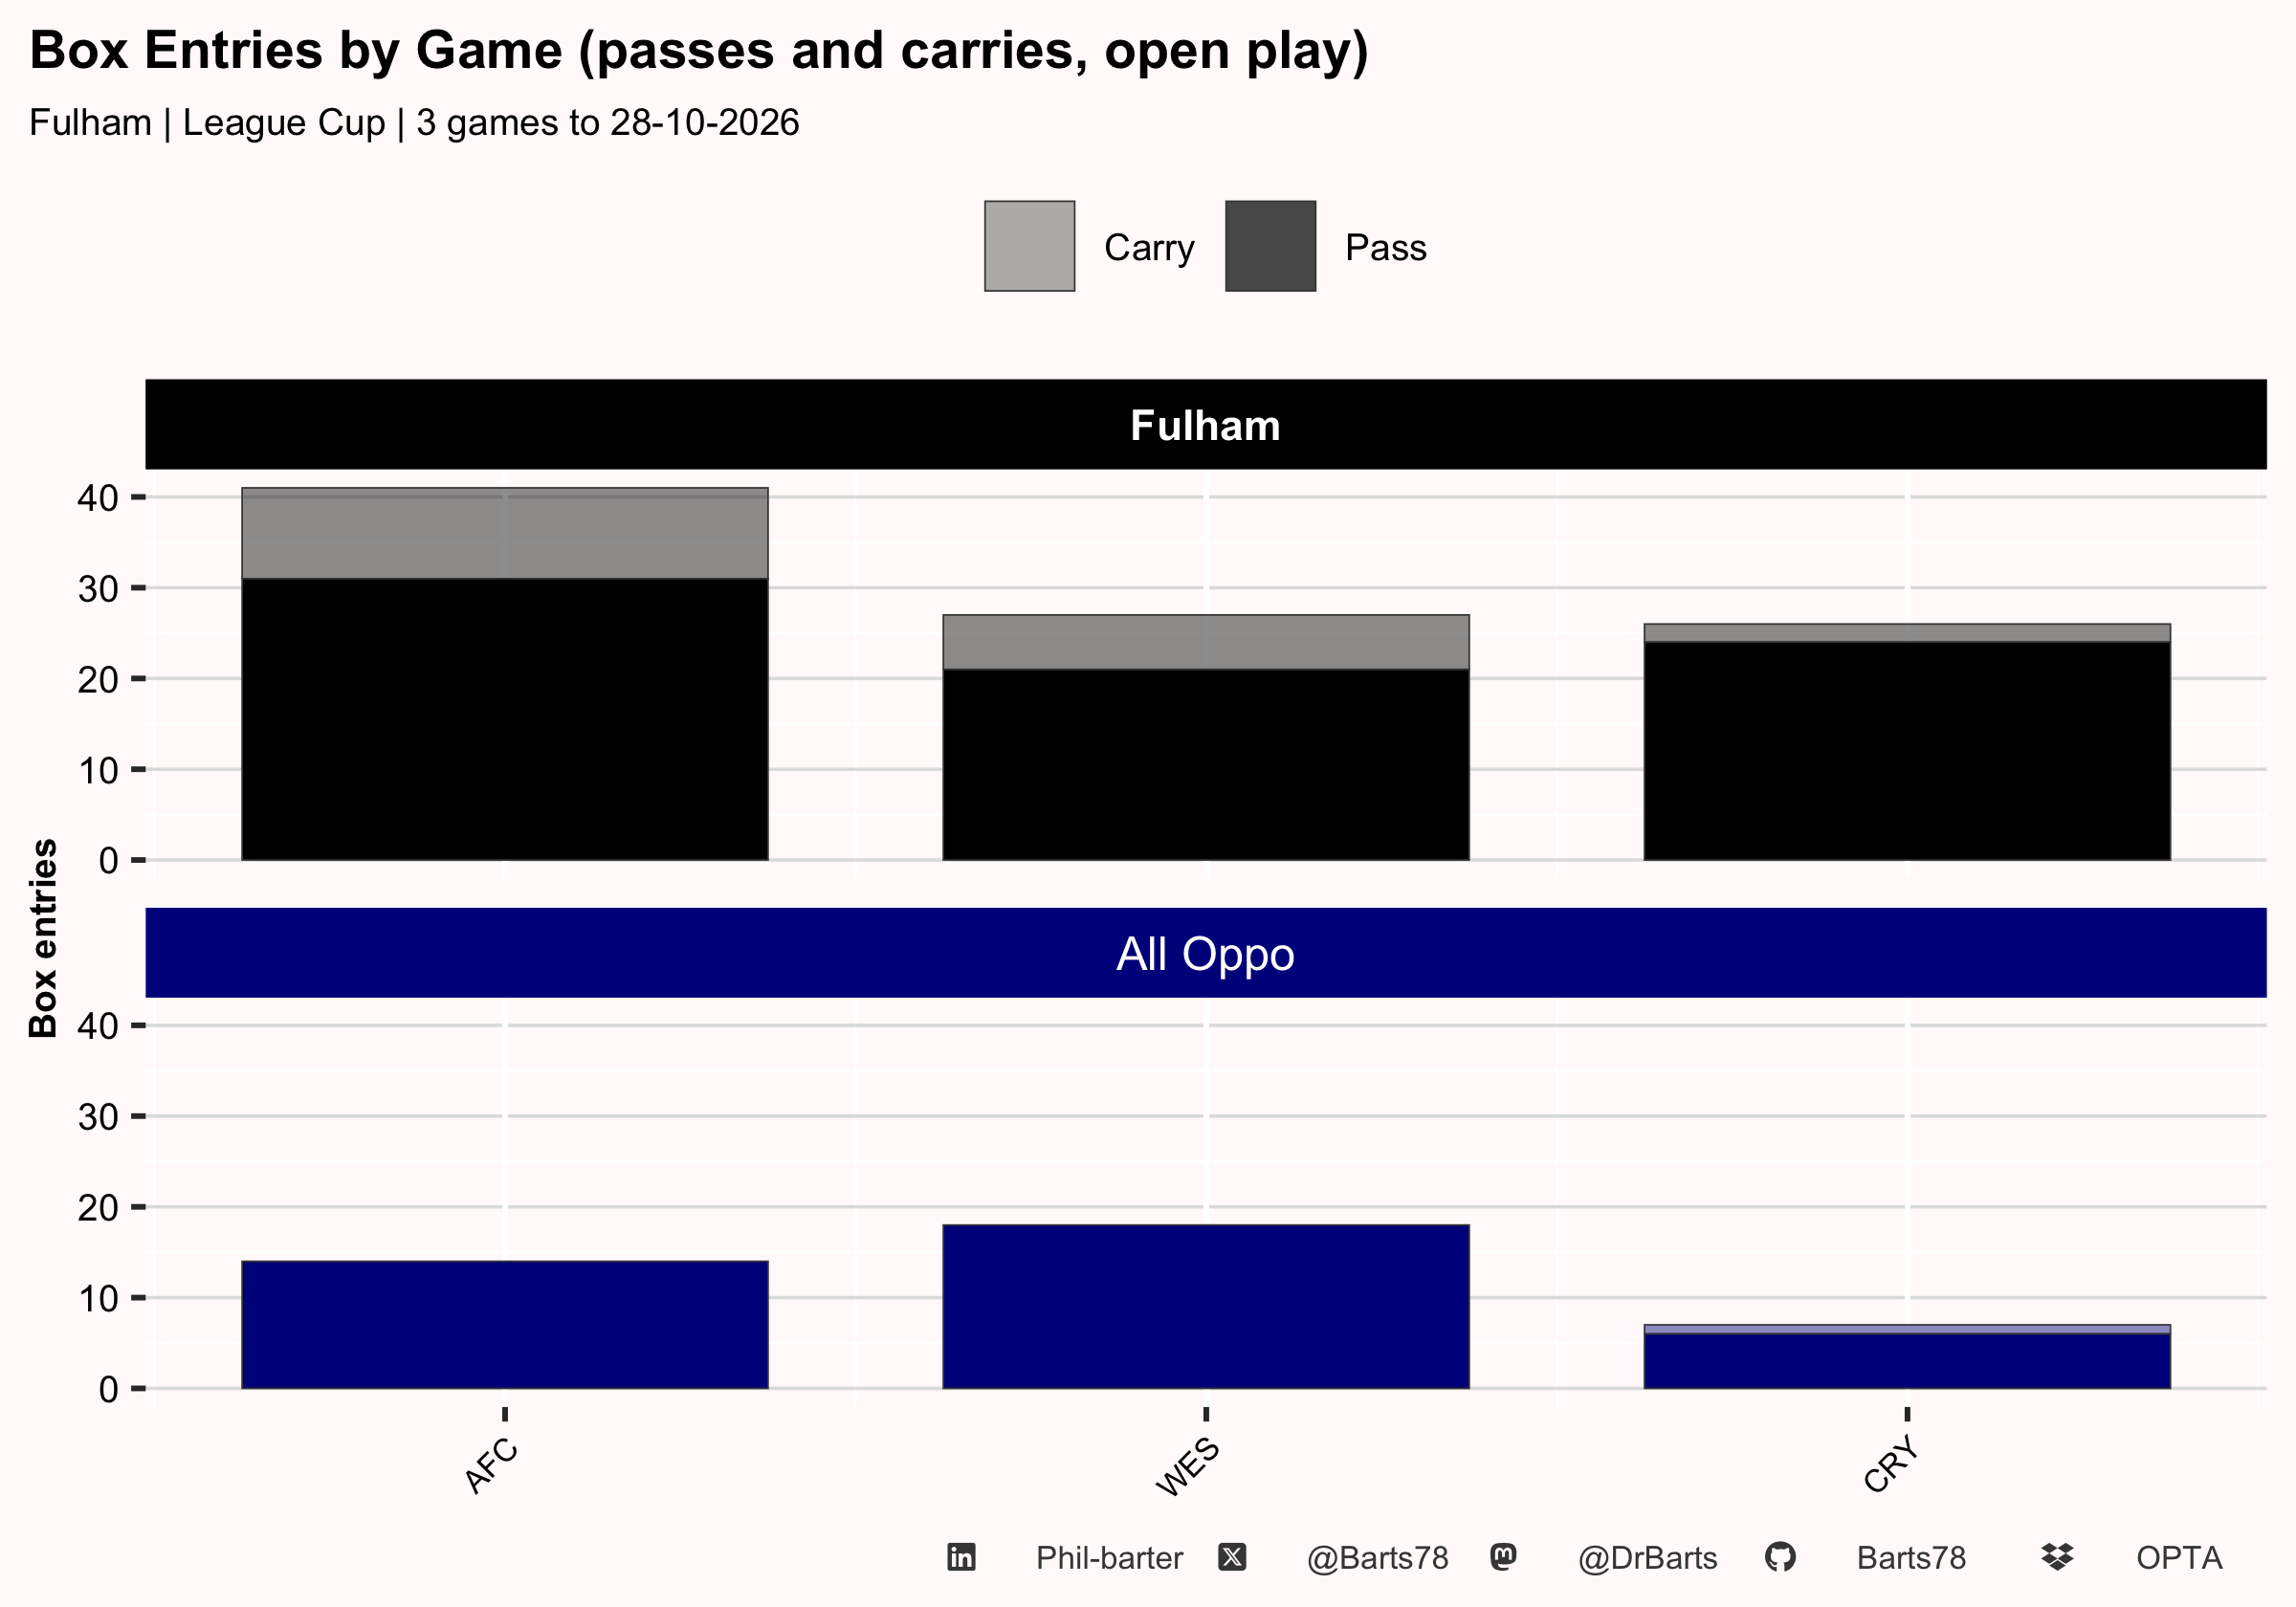 Box Entries by Game (passes and carries, open play)
Fulham | League Cup | 3 games to 28-10-2026
Carry Pass
Fulham
40
30
20
10
0
Box entries
All Oppo
40
30
20
10
0
AFC WES CRY
Phil-barter @Barts78 @DrBarts Barts78 OPTA